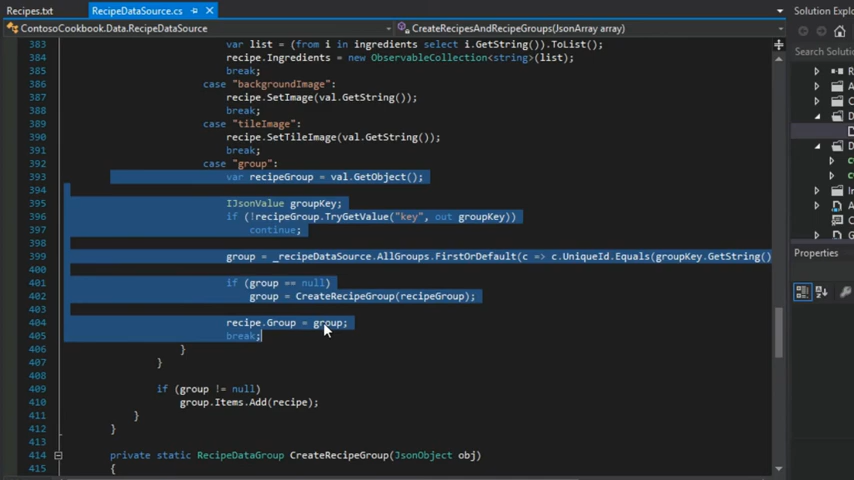 Recipes.txt
RecipeDataSource.cs
Solution Explo
ContosoCookbook.Data.RecipeDataSource
CreateRecipesAndRecipeGroups(JsonArray array)
Search Soluti
383 var list = (from i in ingredients select i.GetString()).ToList();
384 recipe.Ingredients = new ObservableCollection<string>(list);
385 break;
386 case "backgroundImage":
387 recipe.SetImage(val.GetString());
388 break;
389 case "tileImage":
390 recipe.SetTileImage(val.GetString());
391 break;
392 case "group":
393 var recipeGroup = val.GetObject();
394
395 IJsonValue groupKey;
396 if (!recipeGroup.TryGetValue("key", out groupKey))
397 continue;
398
399 group = _recipeDataSource.AllGroups.FirstOrDefault(c => c.UniqueId.Equals(groupKey.GetString()
400
401 if (group == null)
402 group = CreateRecipeGroup(recipeGroup);
403
404 recipe.Group = group;
405 break;
406 }
407 }
408
409 if (group != null)
410 group.Items.Add(recipe);
411 }
412 }
413
414 private static RecipeDataGroup CreateRecipeGroup(JsonObject obj)
415 {
Properties